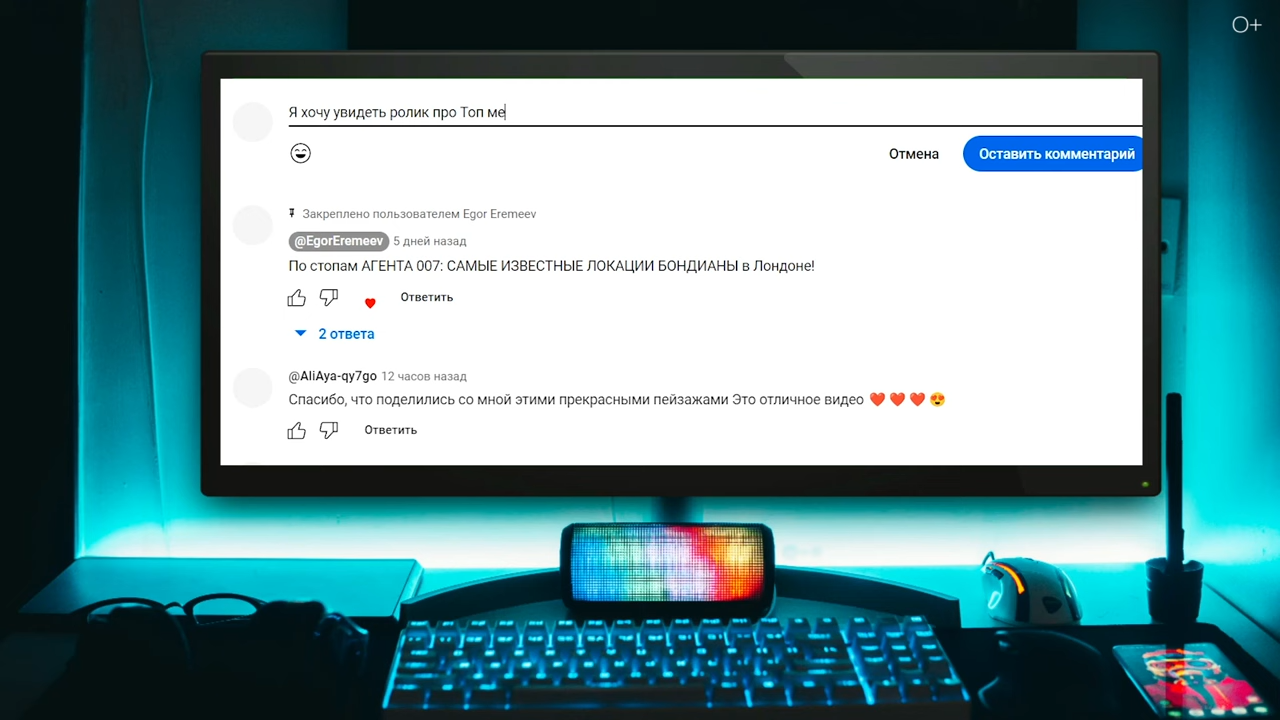 O+
Я хочу увидеть ролик про Топ ме
Отмена
Оставить комментарий
Закреплено пользователем Egor Eremeev
@EgorEremeev 5 дней назад
По стопам АГЕНТА 007: САМЫЕ ИЗВЕСТНЫЕ ЛОКАЦИИ БОНДИАНЫ в Лондоне!
Ответить
2 ответа
@AliAya-qy7go 12 часов назад
Спасибо, что поделились со мной этими прекрасными пейзажами Это отличное видео ❤️ ❤️ ❤️ 😍
Ответить